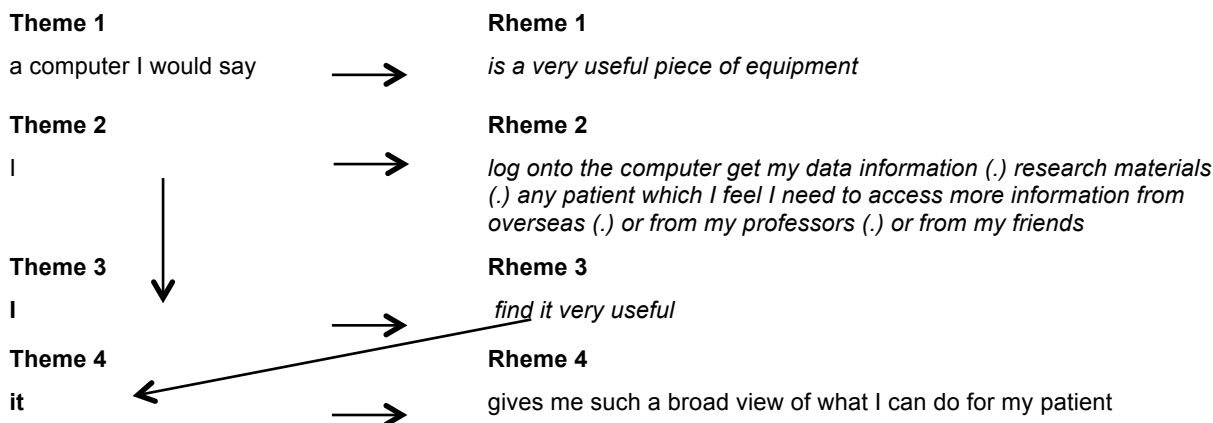 Theme 1 Rheme 1
a computer I would say is a very useful piece of equipment
Theme 2 Rheme 2
I log onto the computer get my data information (.) research materials
(.) any patient which I feel I need to access more information from
overseas (.) or from my professors (.) or from my friends
Theme 3 Rheme 3
I find it very useful
Theme 4 Rheme 4
it gives me such a broad view of what I can do for my patient